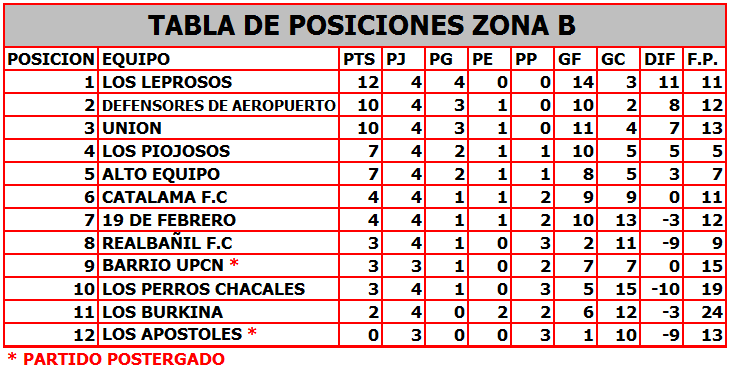 TABLA DE POSICIONES ZONA B
POSICION EQUIPO PTS PJ PG PE PP GF GC DIF F.P.
1 LOS LEPROSOS 12 4 4 0 0 14 3 11 11
2 DEFENSORES DE AEROPUERTO 10 4 3 1 0 10 2 8 12
3 UNION 10 4 3 1 0 11 4 7 13
4 LOS PIOJOSOS 7 4 2 1 1 10 5 5 5
5 ALTO EQUIPO 7 4 2 1 1 8 5 3 7
6 CATALAMA F.C 4 4 1 1 2 9 9 0 11
7 19 DE FEBRERO 4 4 1 1 2 10 13 -3 12
8 REALBAÑIL F.C 3 4 1 0 3 2 11 -9 9
9 BARRIO UPCN * 3 3 1 0 2 7 7 0 15
10 LOS PERROS CHACALES 3 4 1 0 3 5 15 -10 19
11 LOS BURKINA 2 4 0 2 2 6 12 -3 24
12 LOS APOSTOLES * 0 3 0 0 3 1 10 -9 13
* PARTIDO POSTERGADO